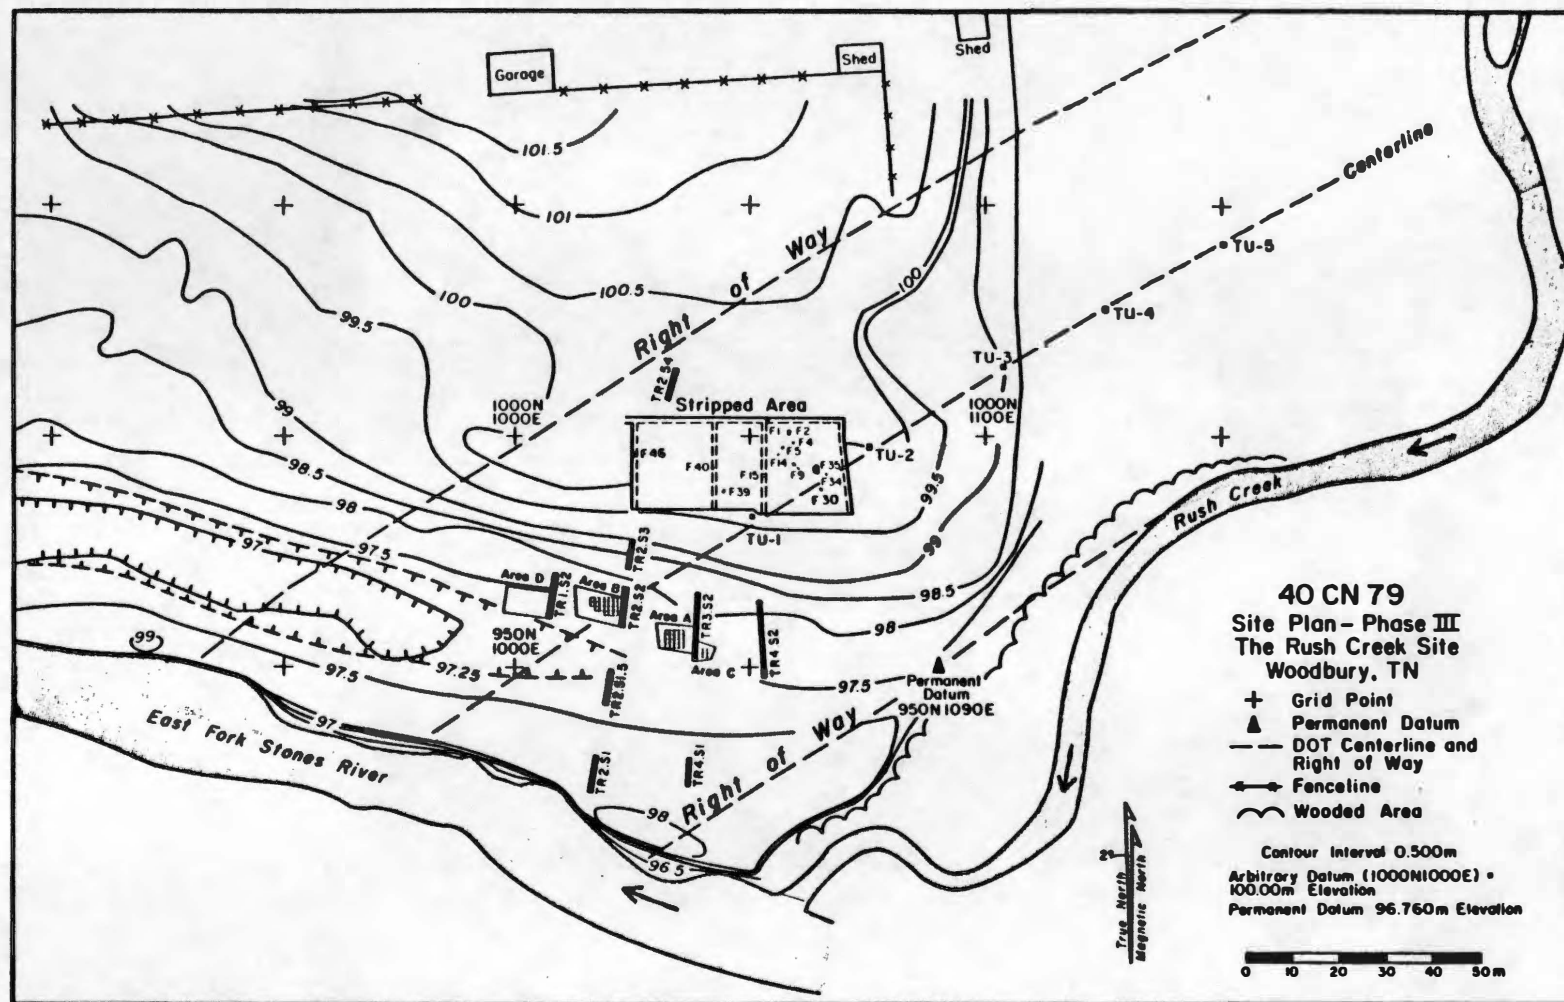 Garage
Shed
Shed
101.5
101
100.5
100
99.5
99
98.5
98
97.5
97
Right of Way
Centerline
TU-5
TU-4
TU-3
TU-2
TU-1
100
TR2.S4
Stripped Area
1000N
1000E
1000N
1100E
F46
F40
F39
F15
F1
F2
F4
F5
F14
F9
F35
F34
F30
99.5
99
98.5
98
97.5
Rush Creek
TR2.S3
Area D
TR1.S2
Area B
TR2.S2
Area A
TR3.S2
Area C
TR4.S2
950N
1000E
TR2.S1.5
99
97.5
97.25
97
East Fork Stones River
TR2.S1
TR4.S1
98
96.5
Right of Way
Permanent
Datum
950N1090E
40 CN 79
Site Plan - Phase III
The Rush Creek Site
Woodbury, TN
Grid Point
Permanent Datum
DOT Centerline and
Right of Way
Fenceline
Wooded Area
Contour Interval 0.500m
Arbitrary Datum (1000N1000E) =
100.00m Elevation
Permanent Datum 96.760m Elevation
2°
True North
Magnetic North
0 10 20 30 40 50m